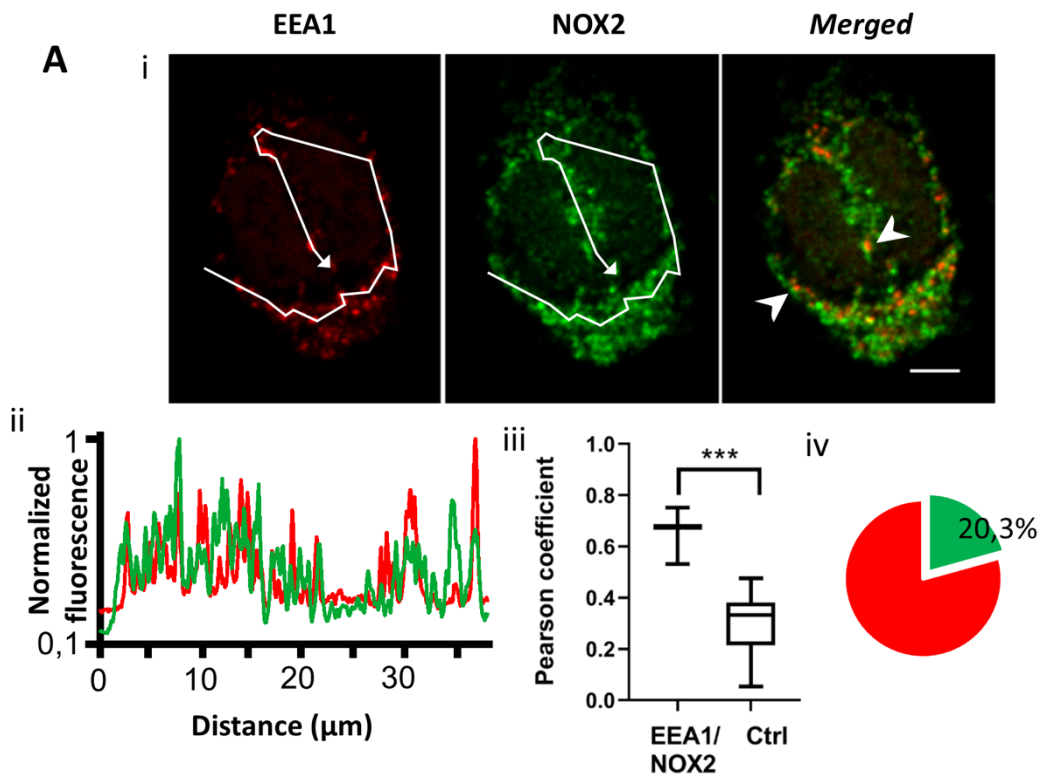 EEA1 NOX2 Merged
A
i
ii
1
0,1
Normalized
fluorescence
0 10 20 30
Distance (µm)
iii
1.0
0.8
0.6
0.4
0.2
0.0
Pearson coefficient
***
EEA1/
NOX2
Ctrl
iv
20,3%